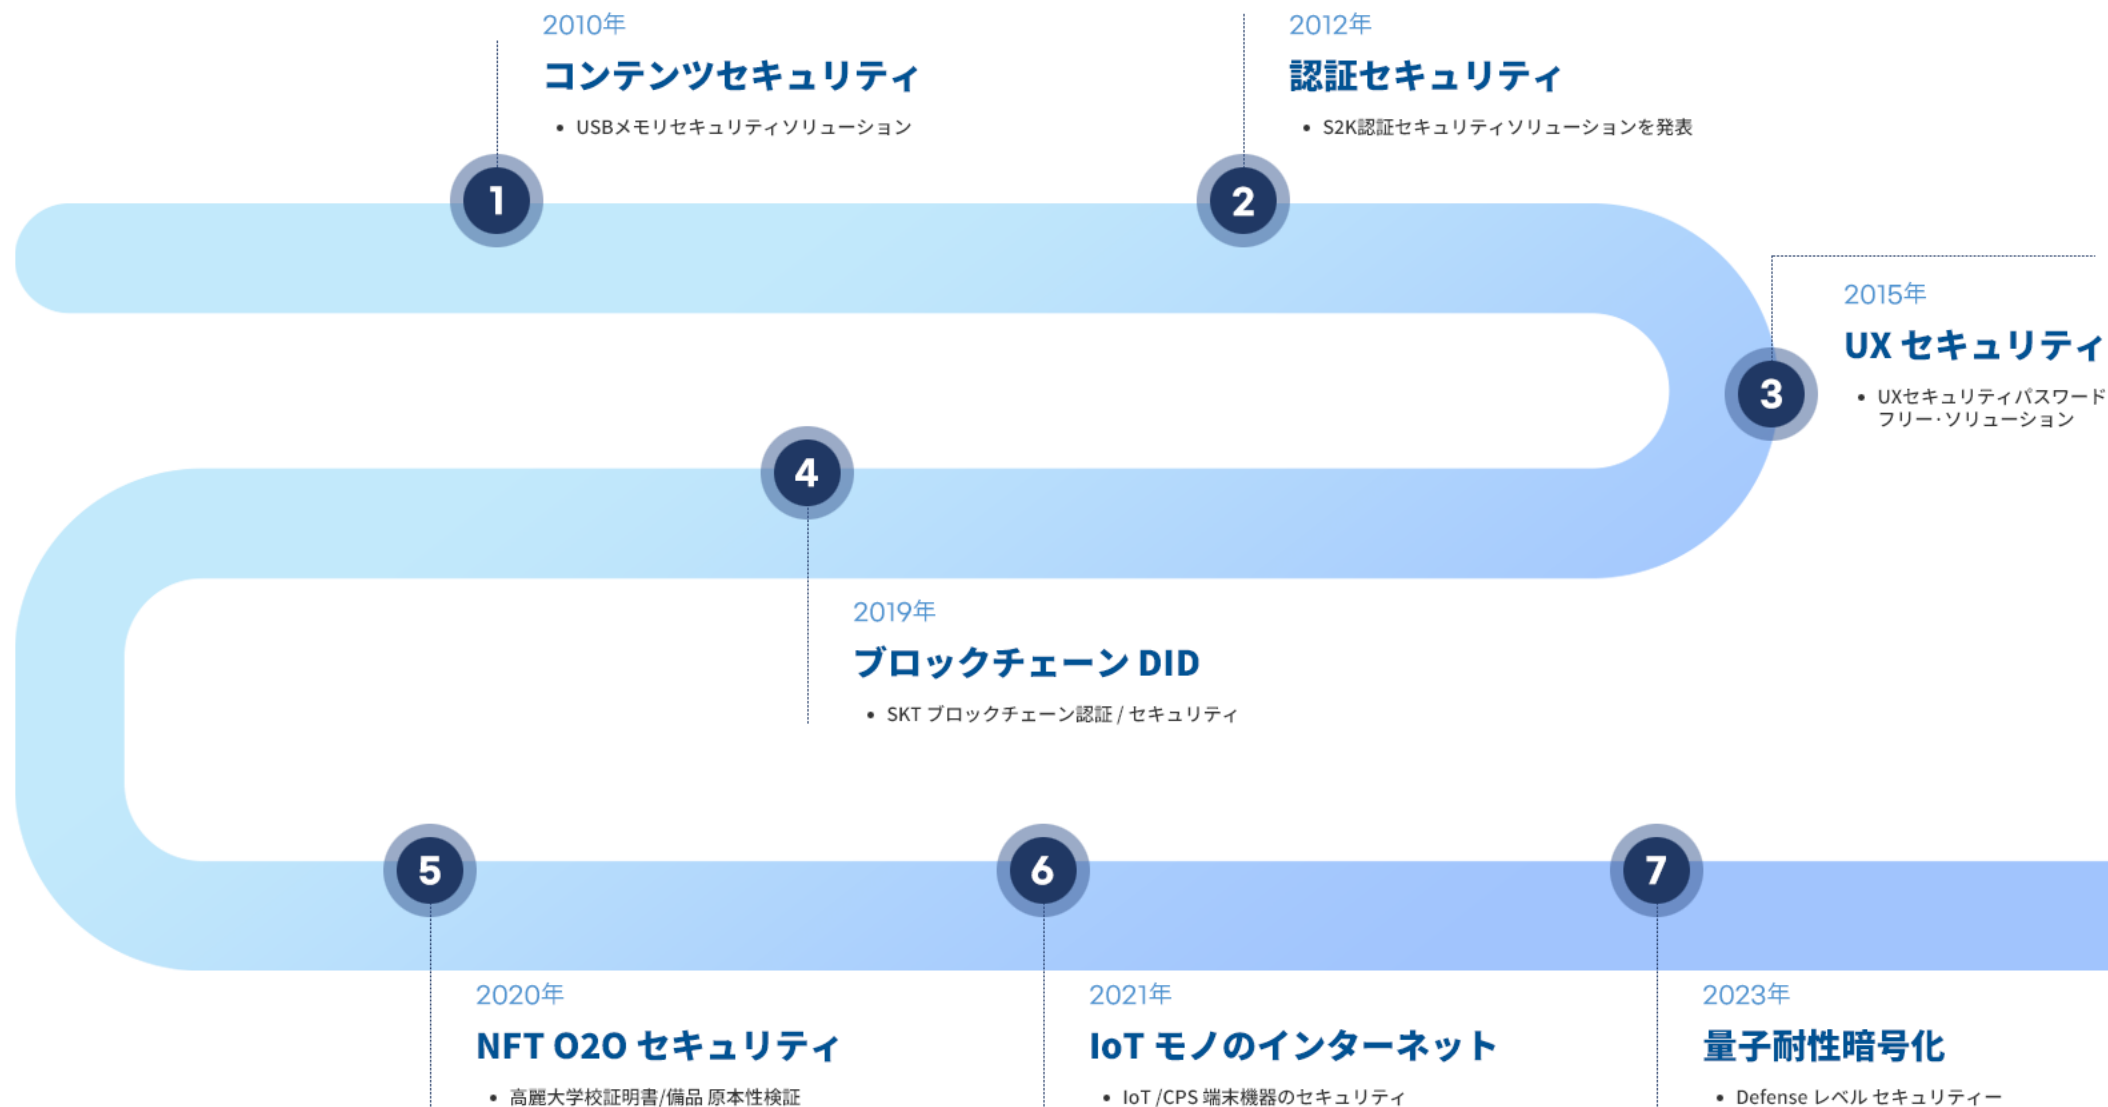 2010年
コンテンツセキュリティ
• USBメモリセキュリティソリューション
1
2012年
認証セキュリティ
• S2K認証セキュリティソリューションを発表
2
2015年
UX セキュリティ
• UXセキュリティパスワード
フリー·ソリューション
3
4
2019年
ブロックチェーン DID
• SKT ブロックチェーン認証 / セキュリティ
5
2020年
NFT O2O セキュリティ
• 高麗大学校証明書/備品 原本性検証
6
2021年
IoT モノのインターネット
• IoT /CPS 端末機器のセキュリティ
7
2023年
量子耐性暗号化
• Defense レベル セキュリティー